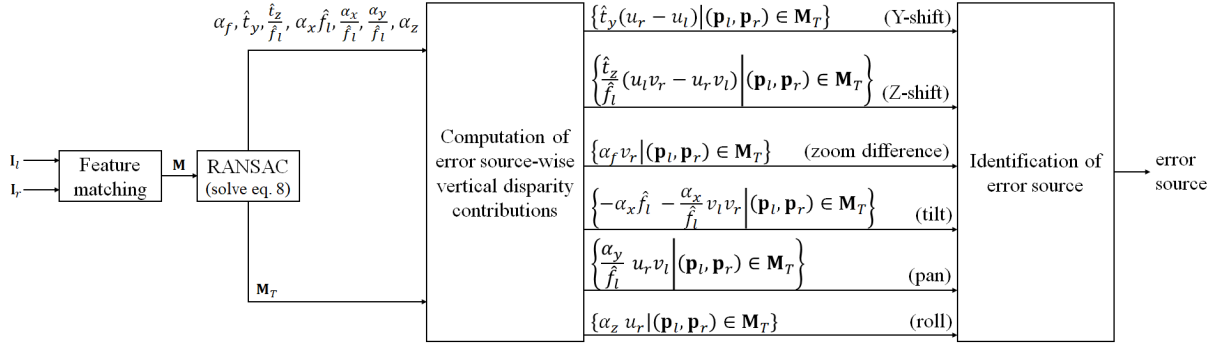 α_f, t̂_y, t̂_z/f̂_l, α_x f̂_l, α_x/f̂_l, α_y/f̂_l, α_z
I_l
I_r
Feature
matching
M
RANSAC
(solve eq. 8)
M_T
Computation of
error source-wise
vertical disparity
contributions
{t̂_y(u_r − u_l)|(p_l, p_r) ∈ M_T} (Y-shift)
{t̂_z/f̂_l (u_l v_r − u_r v_l)|(p_l, p_r) ∈ M_T} (Z-shift)
{α_f v_r|(p_l, p_r) ∈ M_T} (zoom difference)
{−α_x f̂_l − α_x/f̂_l v_l v_r|(p_l, p_r) ∈ M_T} (tilt)
{α_y/f̂_l u_r v_l|(p_l, p_r) ∈ M_T} (pan)
{α_z u_r|(p_l, p_r) ∈ M_T} (roll)
Identification of
error source
error
source